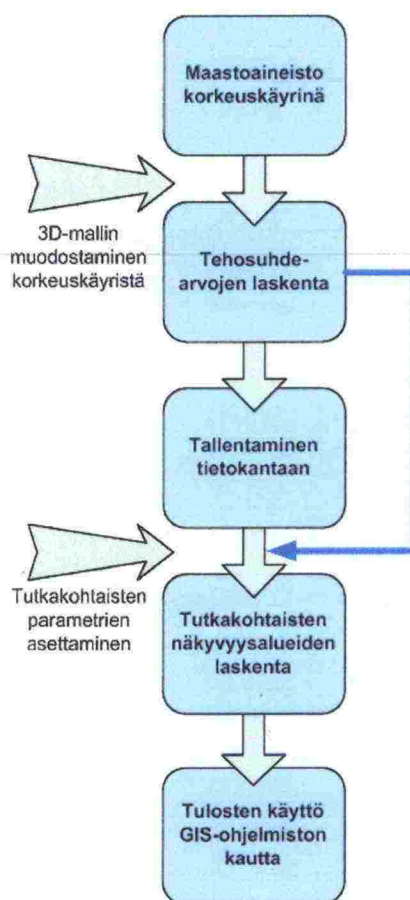 Maastoaineisto
korkeuskäyrinä
3D-mallin
muodostaminen
korkeuskäyristä
Tehosuhde-
arvojen laskenta
Tallentaminen
tietokantaan
Tutkakohtaisten
parametrien
asettaminen
Tutkakohtaisten
näkyvyysalueiden
laskenta
Tulosten käyttö
GIS-ohjelmiston
kautta